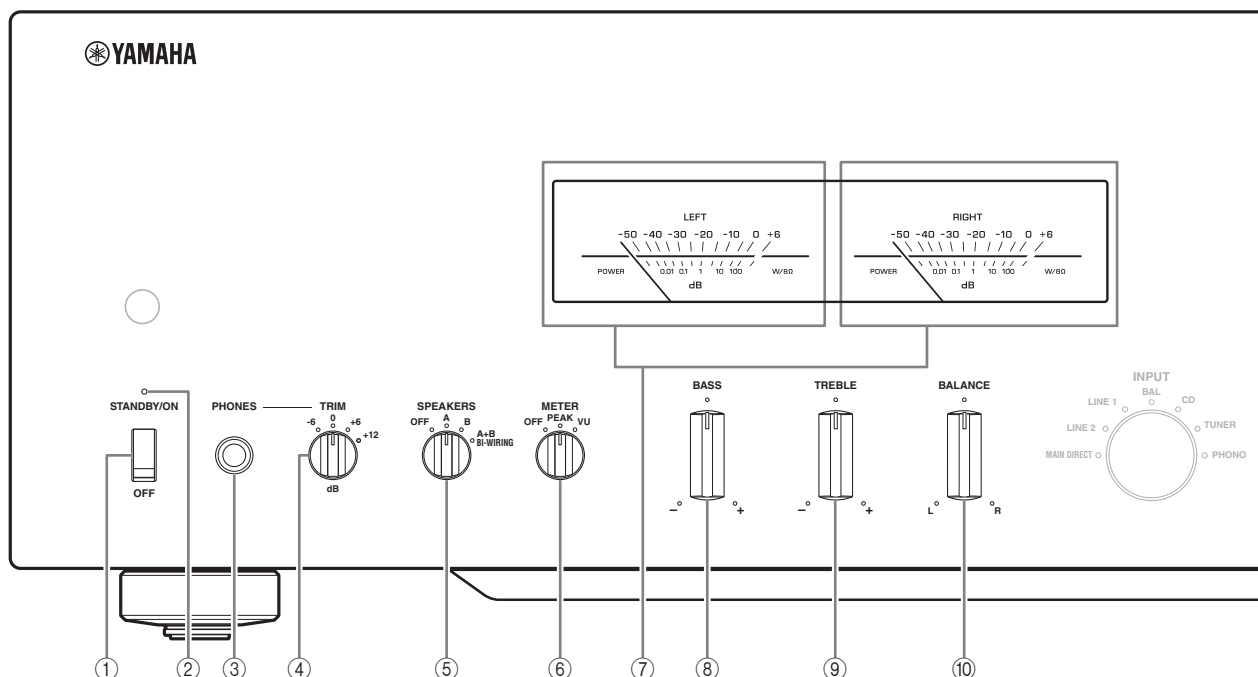 YAMAHA
LEFT
-50 -40 -30 -20 -10 0 +6
POWER 0.01 0.1 1 10 100 W/8Ω
dB
RIGHT
-50 -40 -30 -20 -10 0 +6
POWER 0.01 0.1 1 10 100 W/8Ω
dB
STANDBY/ON
OFF
PHONES
TRIM
-6 0 +6 +12
dB
SPEAKERS
OFF A B A+B
BI-WIRING
METER
OFF PEAK VU
BASS
– +
TREBLE
– +
BALANCE
L R
INPUT
MAIN DIRECT LINE 2 LINE 1 BAL CD TUNER PHONO
① ② ③ ④ ⑤ ⑥ ⑦ ⑧ ⑨ ⑩